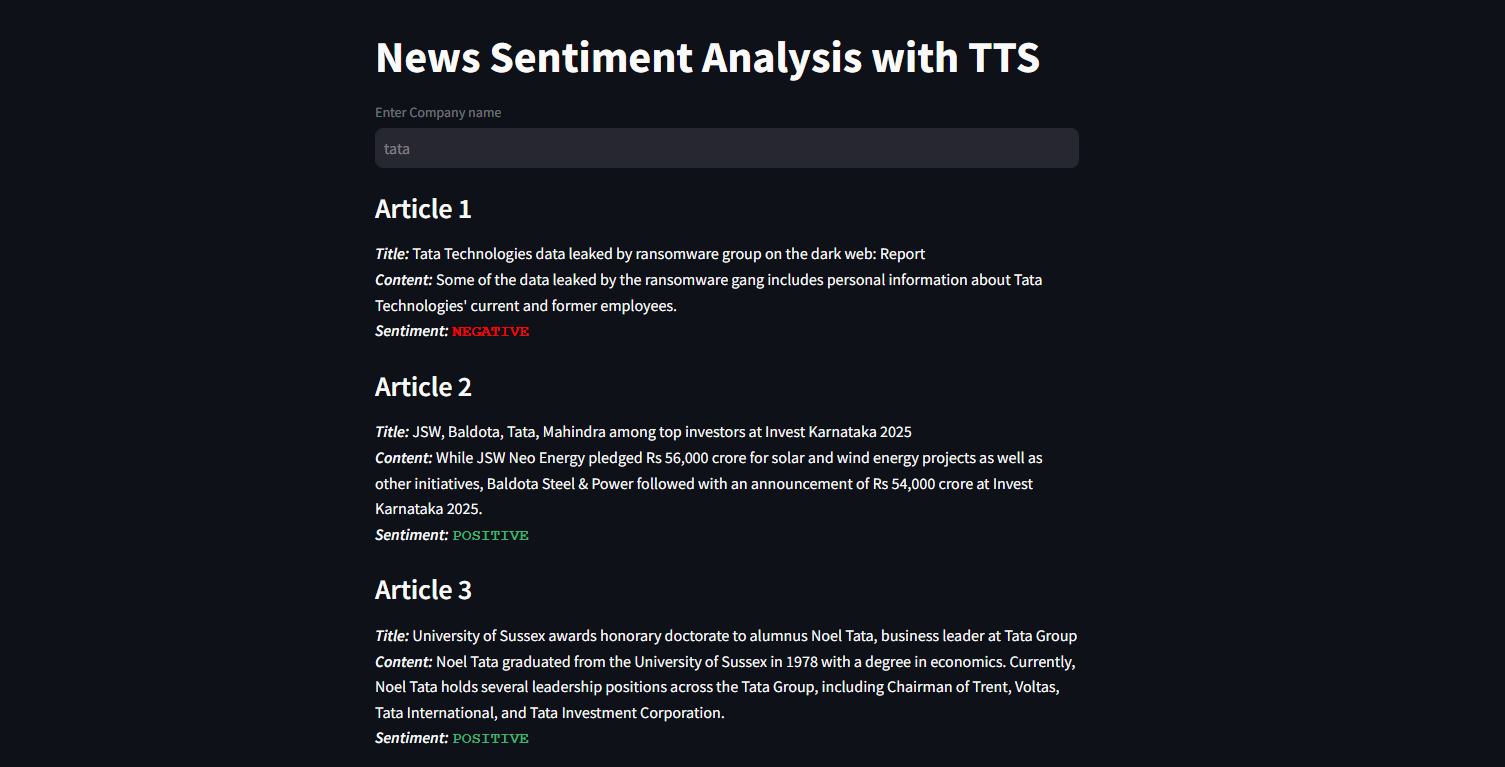 News Sentiment Analysis with TTS
Enter Company name
tata
Article 1
Title: Tata Technologies data leaked by ransomware group on the dark web: Report
Content: Some of the data leaked by the ransomware gang includes personal information about Tata
Technologies' current and former employees.
Sentiment: NEGATIVE
Article 2
Title: JSW, Baldota, Tata, Mahindra among top investors at Invest Karnataka 2025
Content: While JSW Neo Energy pledged Rs 56,000 crore for solar and wind energy projects as well as
other initiatives, Baldota Steel & Power followed with an announcement of Rs 54,000 crore at Invest
Karnataka 2025.
Sentiment: POSITIVE
Article 3
Title: University of Sussex awards honorary doctorate to alumnus Noel Tata, business leader at Tata Group
Content: Noel Tata graduated from the University of Sussex in 1978 with a degree in economics. Currently,
Noel Tata holds several leadership positions across the Tata Group, including Chairman of Trent, Voltas,
Tata International, and Tata Investment Corporation.
Sentiment: POSITIVE